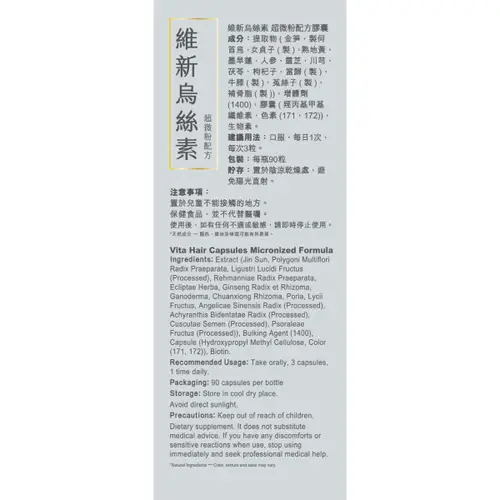 維新烏絲素
超微粉配方
維新烏絲素 超微粉配方膠囊
成分：提取物 ( 金笋，製何
首烏，女貞子 ( 製 )，熟地黃，
墨旱蓮，人參，靈芝，川芎，
茯苓，枸杞子，當歸 ( 製 )，
牛膝 ( 製 )，菟絲子 ( 製 )，
補骨脂 ( 製 ))，增體劑
(1400)，膠囊 ( 羥丙基甲基
纖維素，色素 (171，172))，
生物素。
建議用法：口服，每日1次，
每次3粒。
包裝：每瓶90粒
貯存：置於陰涼乾燥處，避
免陽光直射。
注意事項：
置於兒童不能接觸的地方。
保健食品，並不代替醫囑。
使用後，如有任何不適或敏感，請即時停止使用。
Vita Hair Capsules Micronized Formula
Ingredients: Extract (Jin Sun, Polygoni Multiflori
Radix Praeparata, Ligustri Lucidi Fructus
(Processed), Rehmanniae Radix Praeparata,
Ecliptae Herba, Ginseng Radix et Rhizoma,
Ganoderma, Chuanxiong Rhizoma, Poria, Lycii
Fructus, Angelicae Sinensis Radix (Processed),
Achyranthis Bidentatae Radix (Processed),
Cuscutae Semen (Processed), Psoraleae
Fructus (Processed)), Bulking Agent (1400),
Capsule (Hydroxypropyl Methyl Cellulose, Color
(171, 172)), Biotin.
Recommended Usage: Take orally, 3 capsules,
1 time daily.
Packaging: 90 capsules per bottle
Storage: Store in cool dry place.
Avoid direct sunlight.
Precautions: Keep out of reach of children.
Dietary supplement. It does not substitute
medical advice. If you have any discomforts or
sensitive reactions when use, stop using
immediately and seek professional medical help.
*Natural Ingredients — Color, texture and taste may vary.